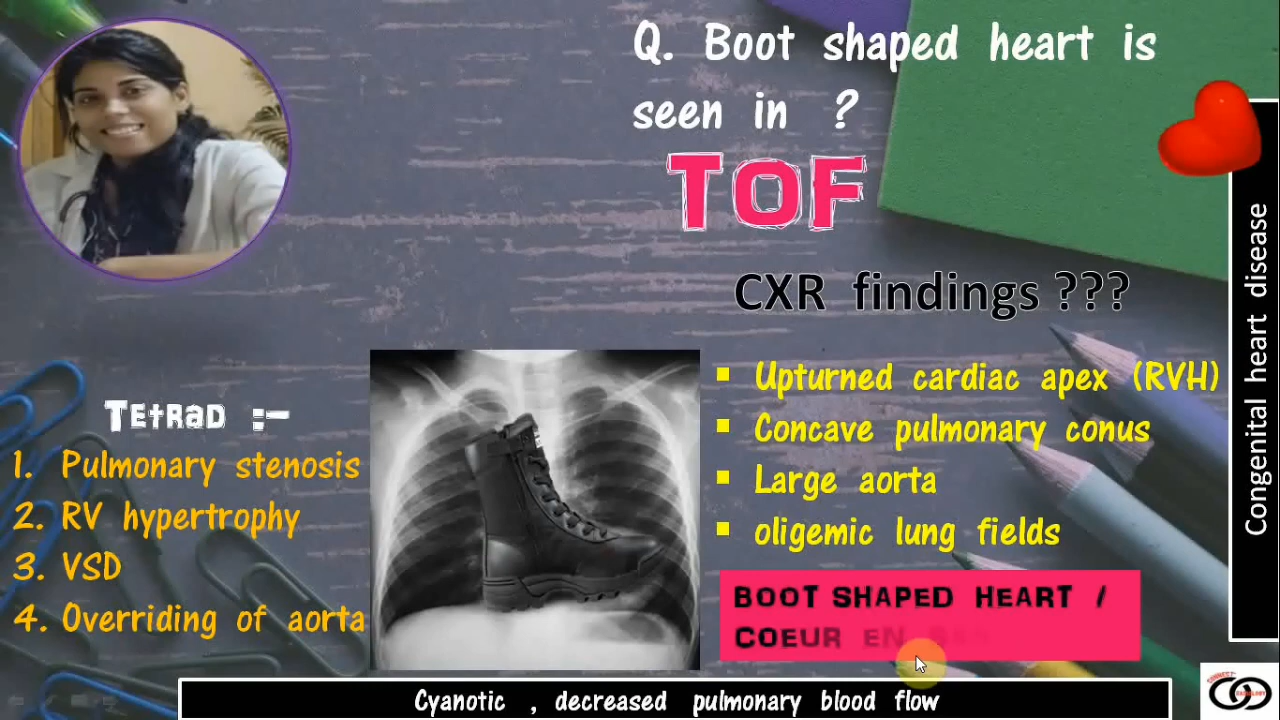 Q. Boot shaped heart is
seen in ?
TOF
CXR findings ???
Tetrad :-
1. Pulmonary stenosis
2. RV hypertrophy
3. VSD
4. Overriding of aorta
Upturned cardiac apex (RVH)
Concave pulmonary conus
Large aorta
oligemic lung fields
BOOT SHAPED HEART /
COEUR EN
Cyanotic , decreased pulmonary blood flow
Congenital heart disease